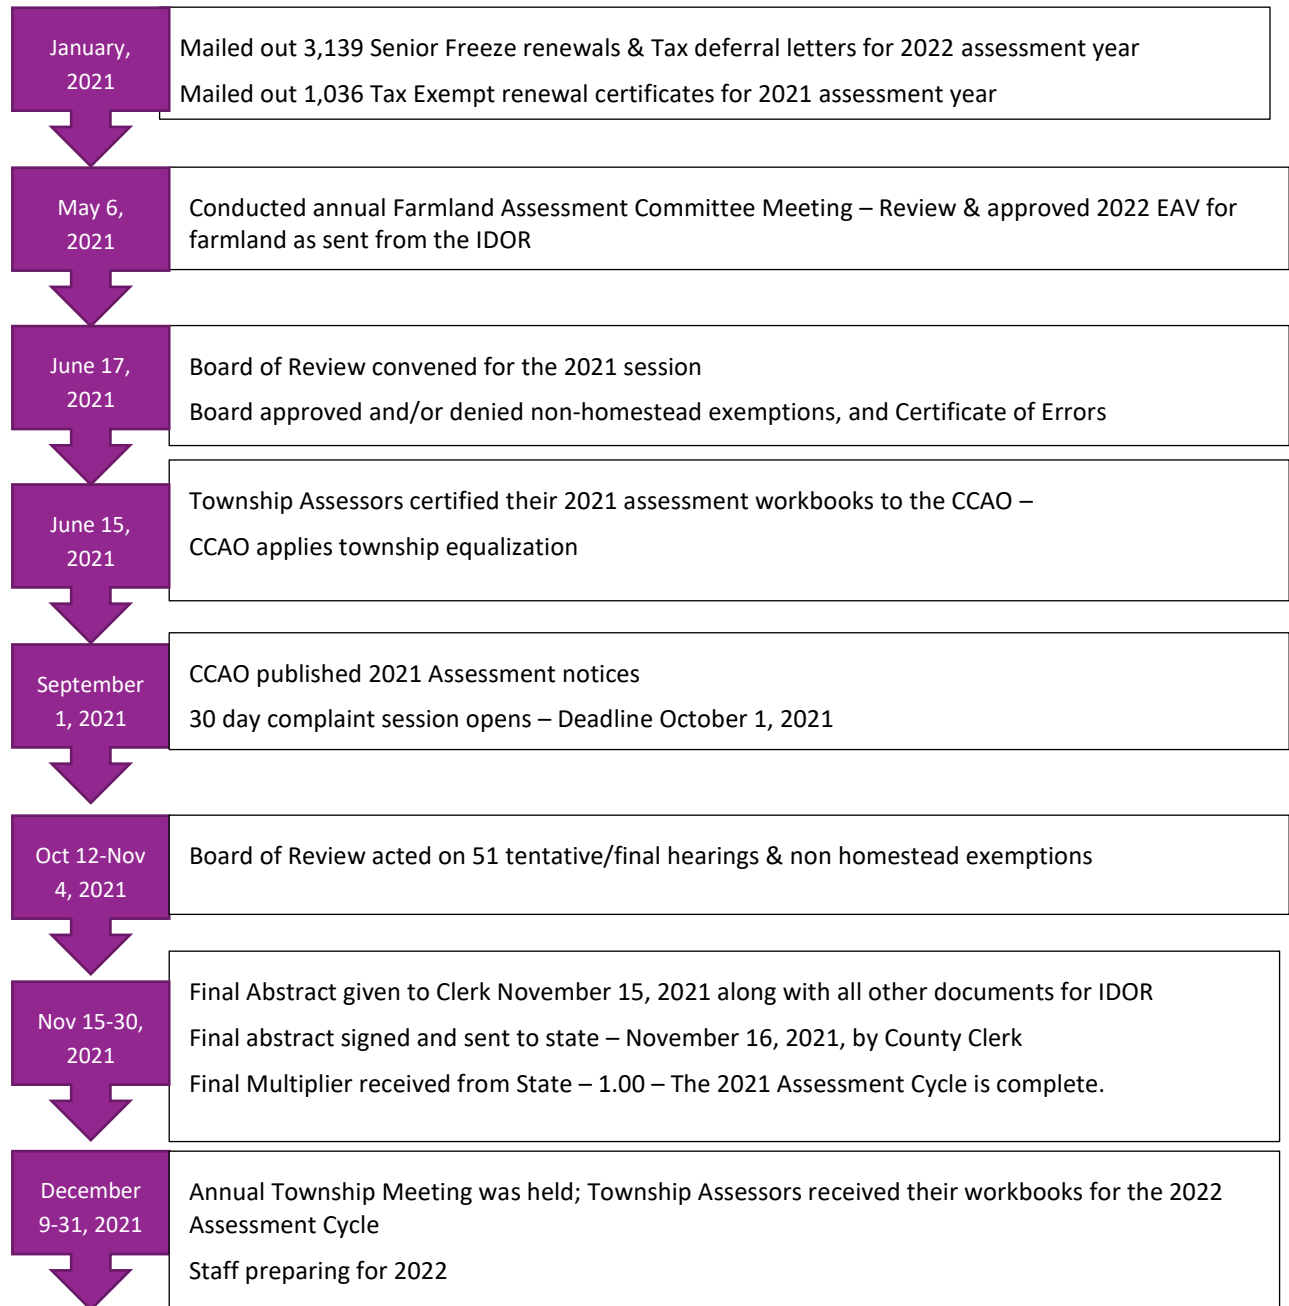 January,
2021
Mailed out 3,139 Senior Freeze renewals & Tax deferral letters for 2022 assessment year
Mailed out 1,036 Tax Exempt renewal certificates for 2021 assessment year
May 6,
2021
Conducted annual Farmland Assessment Committee Meeting – Review & approved 2022 EAV for
farmland as sent from the IDOR
June 17,
2021
Board of Review convened for the 2021 session
Board approved and/or denied non-homestead exemptions, and Certificate of Errors
June 15,
2021
Township Assessors certified their 2021 assessment workbooks to the CCAO –
CCAO applies township equalization
September
1, 2021
CCAO published 2021 Assessment notices
30 day complaint session opens – Deadline October 1, 2021
Oct 12-Nov
4, 2021
Board of Review acted on 51 tentative/final hearings & non homestead exemptions
Nov 15-30,
2021
Final Abstract given to Clerk November 15, 2021 along with all other documents for IDOR
Final abstract signed and sent to state – November 16, 2021, by County Clerk
Final Multiplier received from State – 1.00 – The 2021 Assessment Cycle is complete.
December
9-31, 2021
Annual Township Meeting was held; Township Assessors received their workbooks for the 2022
Assessment Cycle
Staff preparing for 2022